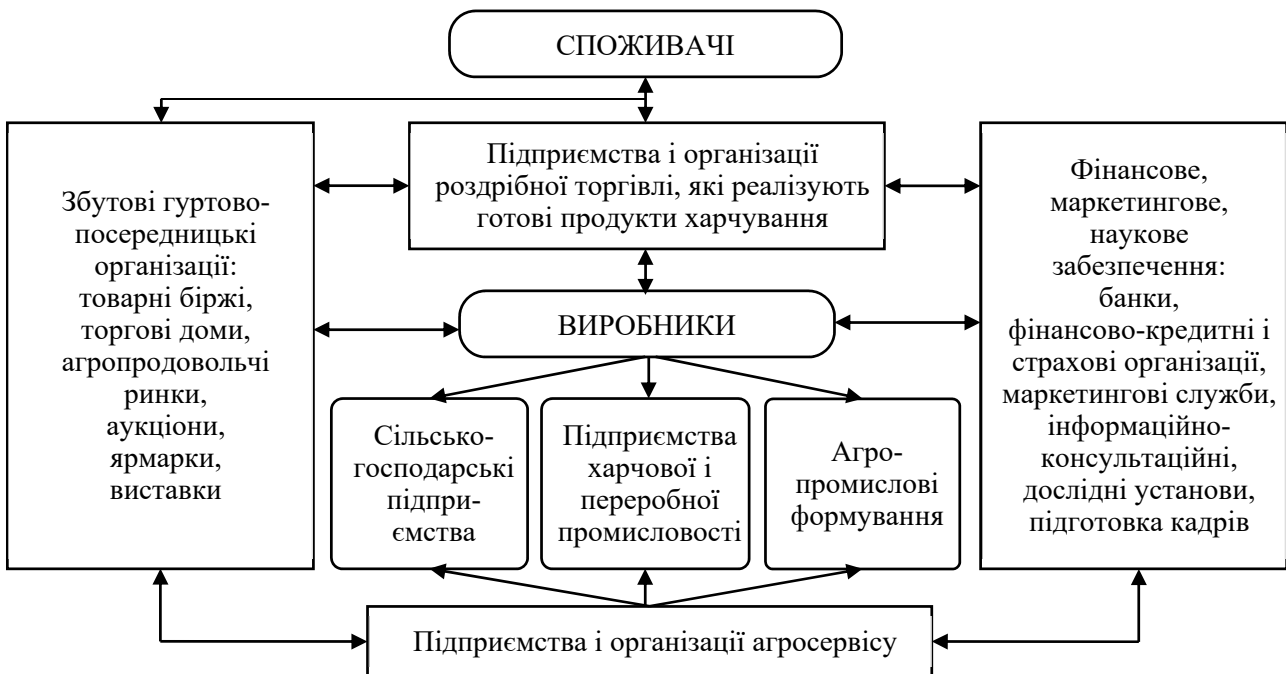 СПОЖИВАЧІ
Підприємства і організації
роздрібної торгівлі, які реалізують
готові продукти харчування
Збутові гуртово-
посередницькі
організації:
товарні біржі,
торгові доми,
агропродовольчі
ринки,
аукціони,
ярмарки,
виставки
Фінансове,
маркетингове,
наукове
забезпечення:
банки,
фінансово-кредитні і
страхові організації,
маркетингові служби,
інформаційно-
консультаційні,
дослідні установи,
підготовка кадрів
ВИРОБНИКИ
Сільсько-
господарські
підпри-
ємства
Підприємства
харчової і
переробної
промисловості
Агро-
промислові
формування
Підприємства і організації агросервісу